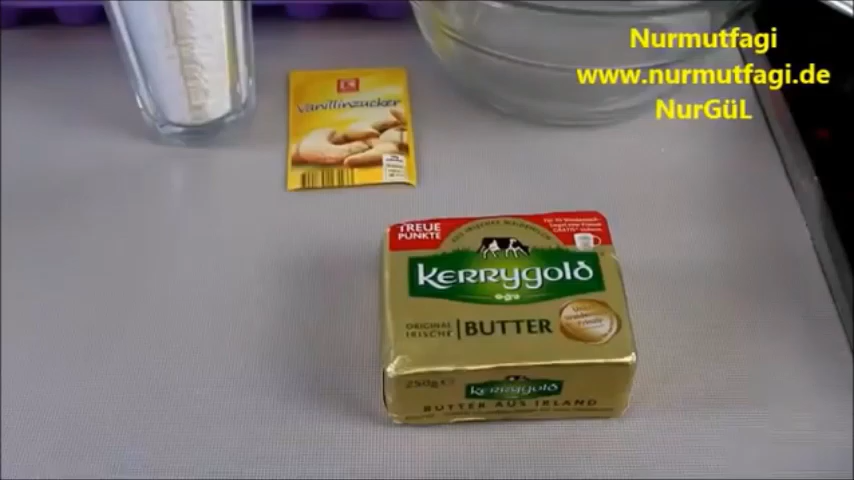 Nurmutfagi
www.nurmutfagi.de
NurGüL
K
Vanillinzucker
TREUE
PUNKTE
Kerrygold
ORIGINAL
IRISCHE
BUTTER
250g e
Kerrygold
BUTTER AUS IRLAND